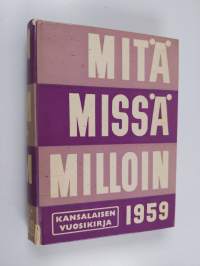 MITÄ
MISSÄ
MILLOIN
KANSALAISEN
VUOSIKIRJA
1959